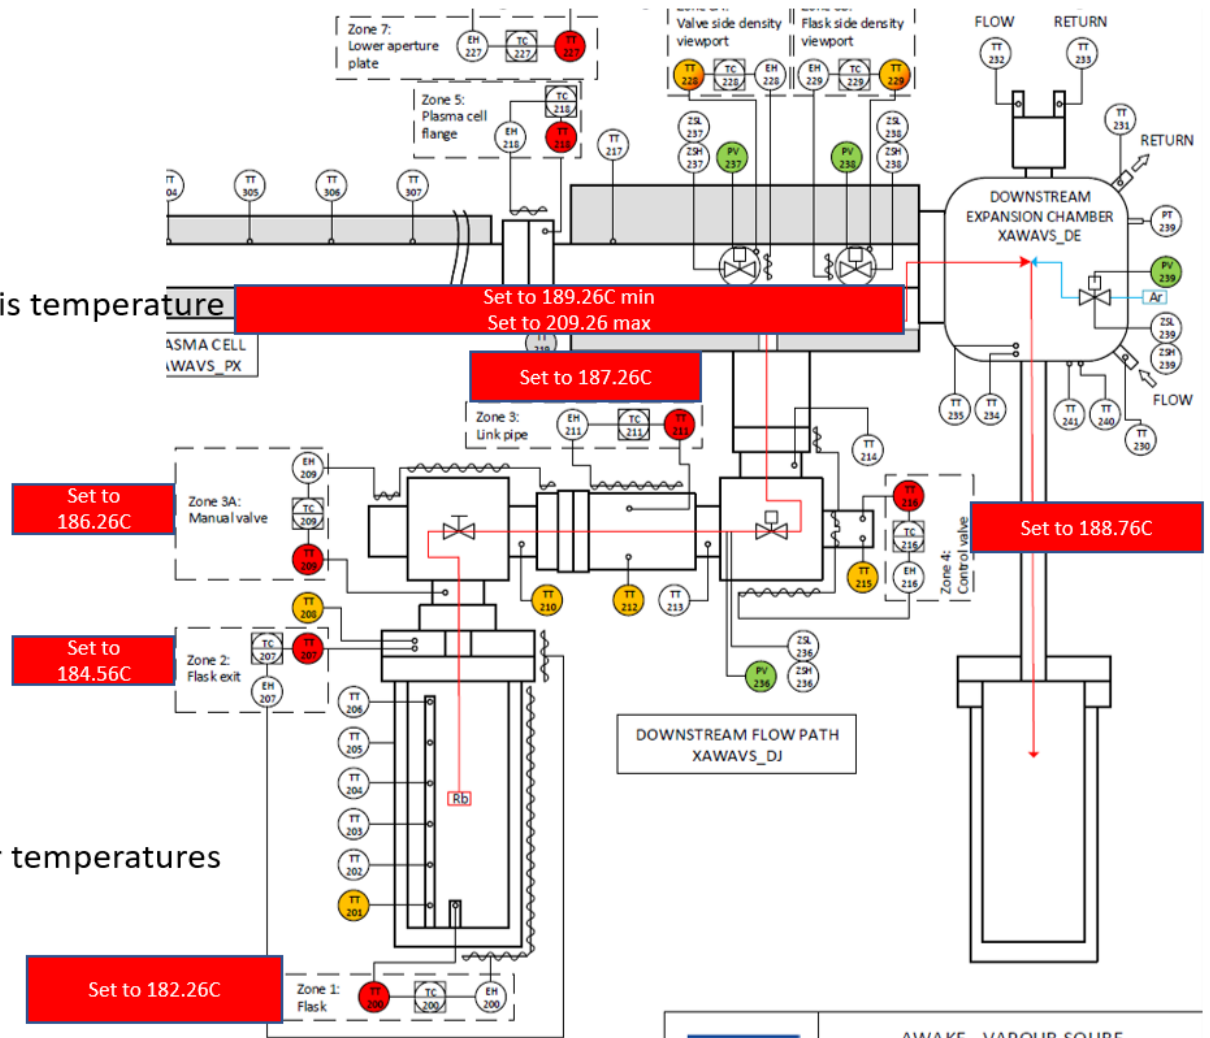 Zone 7:
Lower aperture
plate
EH
227
TC
227
TT
227
Valve side density
viewport
TT
228
TC
228
EH
228
Flask side density
viewport
EH
229
TC
229
TT
229
FLOW
RETURN
TT
232
TT
233
Zone 5:
Plasma cell
flange
EH
218
TC
218
TT
218
TT
217
ZSL
237
ZSH
237
PV
237
PV
238
ZSL
238
ZSH
238
TT
231
RETURN
TT
305
TT
306
TT
307
DOWNSTREAM
EXPANSION CHAMBER
XAWAVS_DE
PT
239
PV
239
Ar
ZSL
239
ZSH
239
FLOW
is temperature
Set to 189.26C min
Set to 209.26 max
ASMA CELL
AWAVS_PX
TT
219
Set to 187.26C
TT
235
TT
234
TT
241
TT
240
TT
230
Zone 3:
Link pipe
EH
211
TC
211
TT
211
TT
214
Set to
186.26C
Zone 3A:
Manual valve
EH
209
TC
209
TT
209
TT
216
TC
216
EH
216
Zone 4:
Control valve
Set to 188.76C
TT
210
TT
212
TT
213
TT
215
TT
208
Set to
184.56C
Zone 2:
Flask exit
TC
207
TT
207
EH
207
ZSL
236
ZSH
236
PV
236
TT
206
TT
205
TT
204
TT
203
TT
202
TT
201
Rb
DOWNSTREAM FLOW PATH
XAWAVS_DJ
r temperatures
Set to 182.26C
Zone 1:
Flask
TT
200
TC
200
EH
200